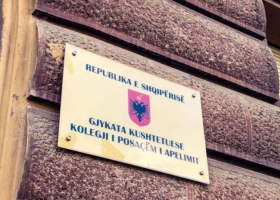 REPUBLIKA E SHQIPËRISË
GJYKATA KUSHTETUESE
KOLEGJI I POSAÇËM I APELIMIT